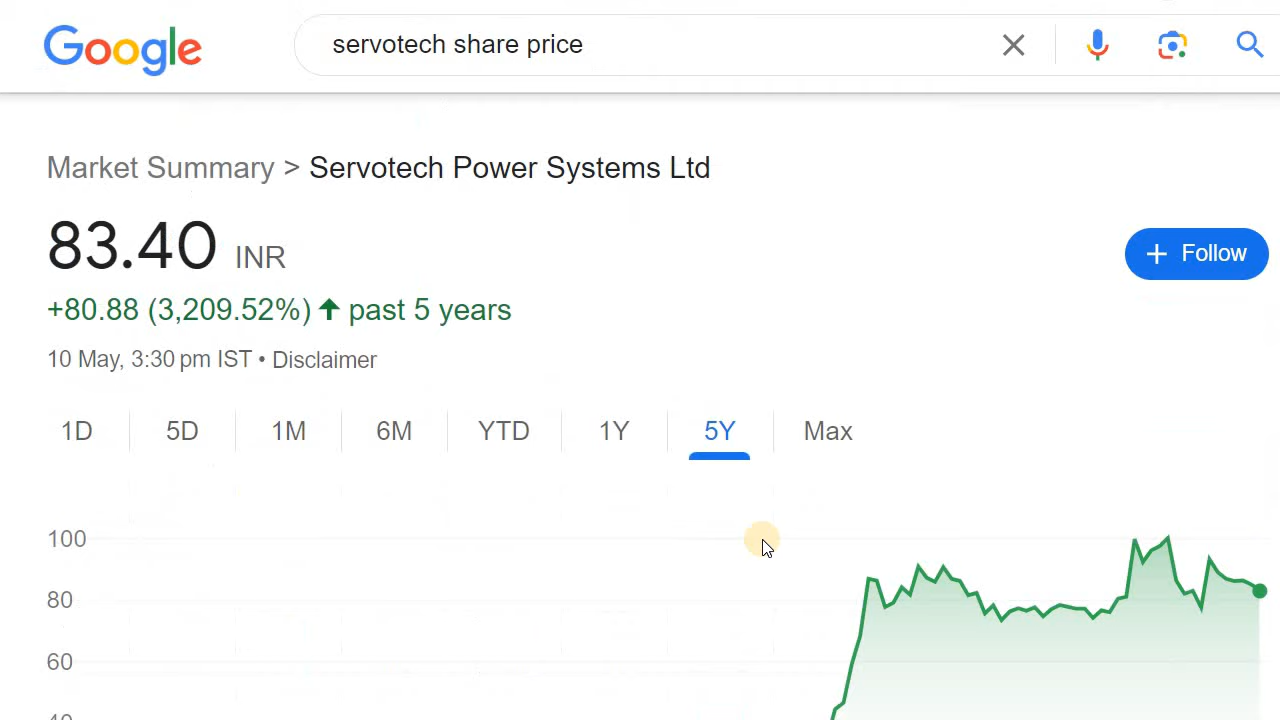 Google
servotech share price
Market Summary > Servotech Power Systems Ltd
83.40 INR
+ Follow
+80.88 (3,209.52%) ↑ past 5 years
10 May, 3:30 pm IST • Disclaimer
1D 5D 1M 6M YTD 1Y 5Y Max
100
80
60
40